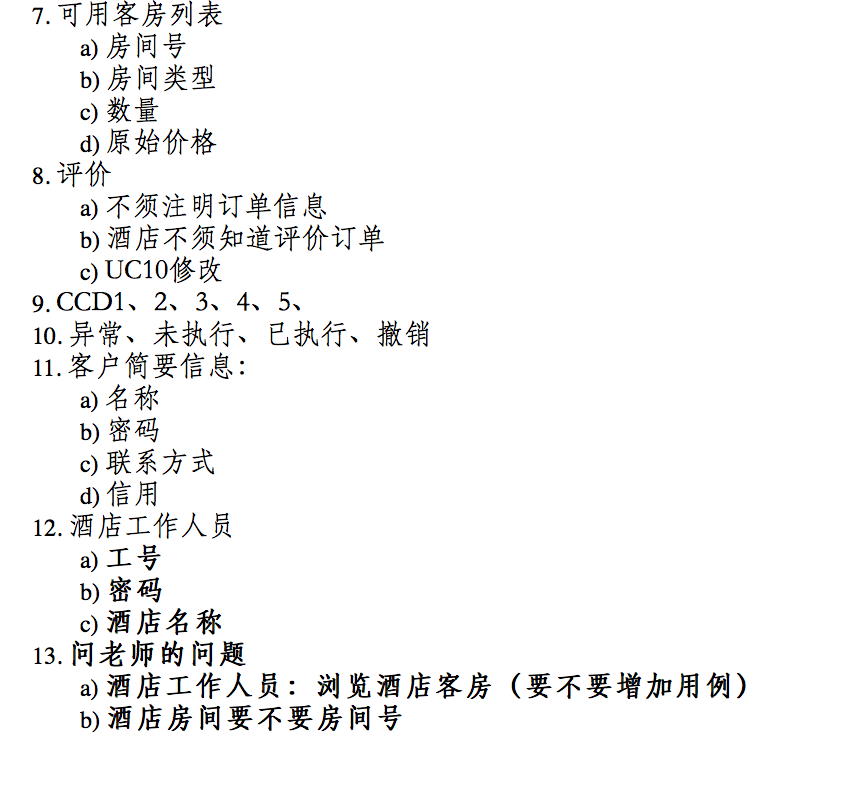 7. 可用客房列表
a) 房间号
b) 房间类型
c) 数量
d) 原始价格
8. 评价
a) 不须注明订单信息
b) 酒店不须知道评价订单
c) UC10修改
9. CCD1、2、3、4、5、
10. 异常、未执行、已执行、撤销
11. 客户简要信息：
a) 名称
b) 密码
c) 联系方式
d) 信用
12. 酒店工作人员
a) 工号
b) 密码
c) 酒店名称
13. 问老师的问题
a) 酒店工作人员：浏览酒店客房（要不要增加用例）
b) 酒店房间要不要房间号